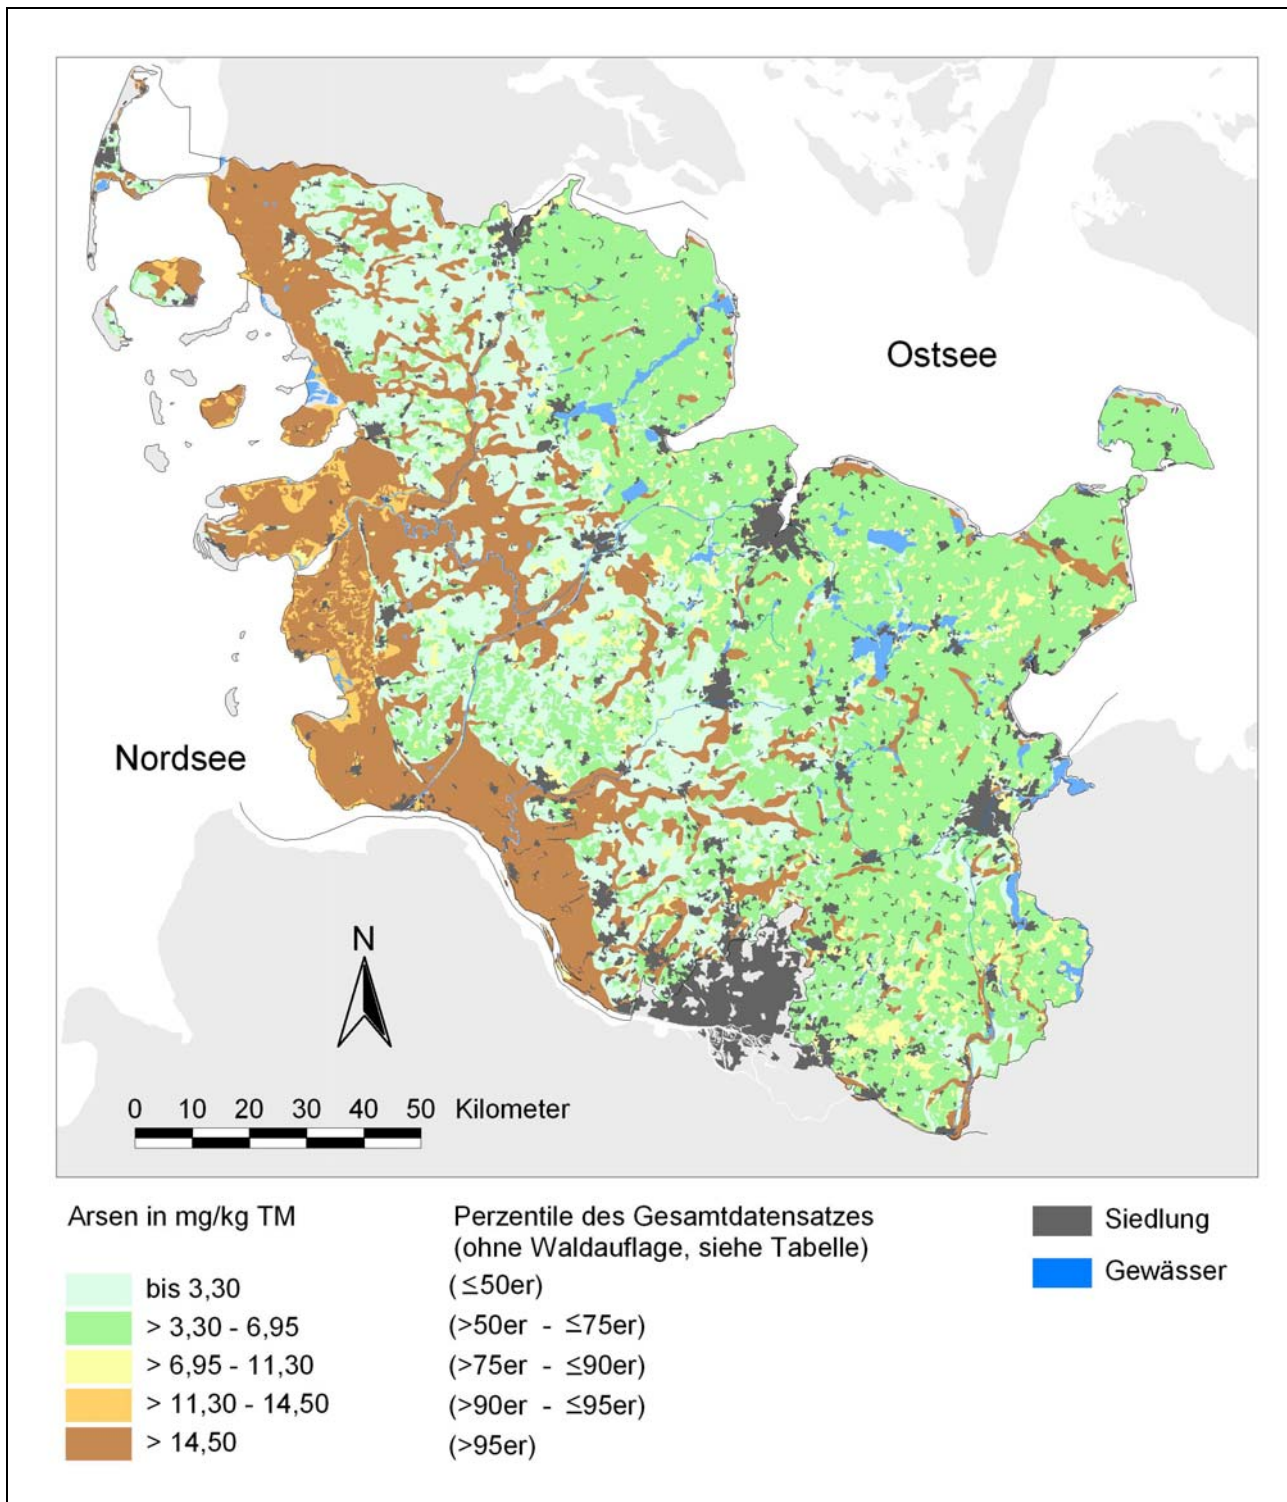 Ostsee
Nordsee
N
0 10 20 30 40 50 Kilometer
Arsen in mg/kg TM
Perzentile des Gesamtdatensatzes
(ohne Waldauflage, siehe Tabelle)
bis 3,30 (≤50er)
> 3,30 - 6,95 (>50er - ≤75er)
> 6,95 - 11,30 (>75er - ≤90er)
> 11,30 - 14,50 (>90er - ≤95er)
> 14,50 (>95er)
Siedlung
Gewässer